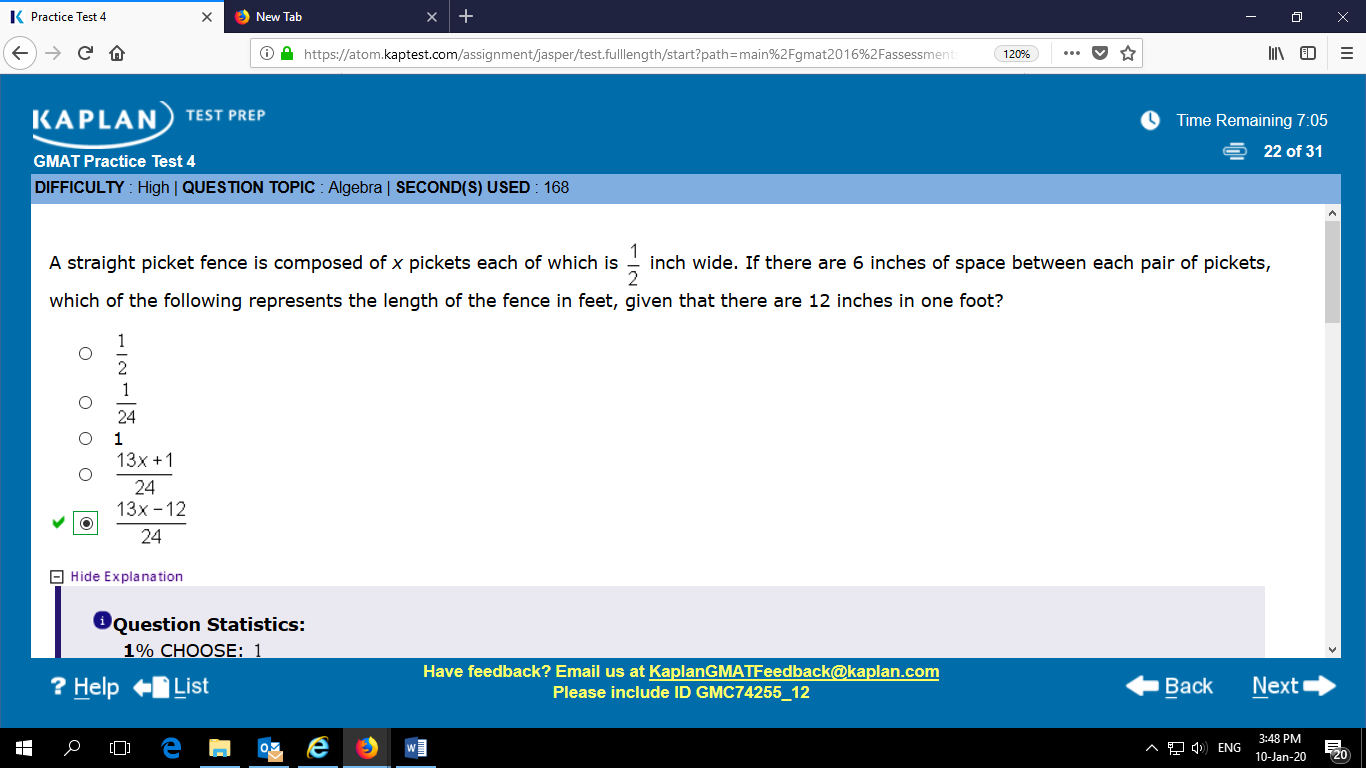 Practice Test 4
New Tab
https://atom.kaptest.com/assignment/jasper/test.fulllength/start?path=main%2Fgmat2016%2Fassessment
120%
KAPLAN TEST PREP
Time Remaining 7:05
GMAT Practice Test 4
22 of 31
DIFFICULTY : High | QUESTION TOPIC : Algebra | SECOND(S) USED : 168
A straight picket fence is composed of x pickets each of which is 1/2 inch wide. If there are 6 inches of space between each pair of pickets,
which of the following represents the length of the fence in feet, given that there are 12 inches in one foot?
1/2
1/24
1
13x + 1
24
13x – 12
24
Hide Explanation
i Question Statistics:
1% CHOOSE: 1
Have feedback? Email us at KaplanGMATFeedback@kaplan.com
Please include ID GMC74255_12
? Help List
Back Next
ENG
3:48 PM
10-Jan-20
20